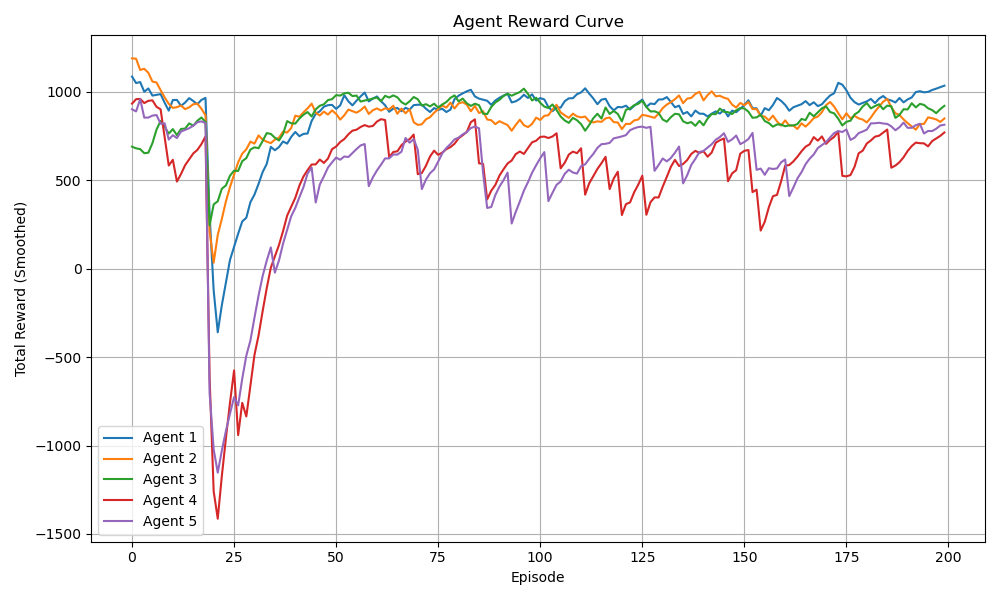 Agent Reward Curve
Total Reward (Smoothed)
1000
500
0
−500
−1000
−1500
Agent 1
Agent 2
Agent 3
Agent 4
Agent 5
0 25 50 75 100 125 150 175 200
Episode